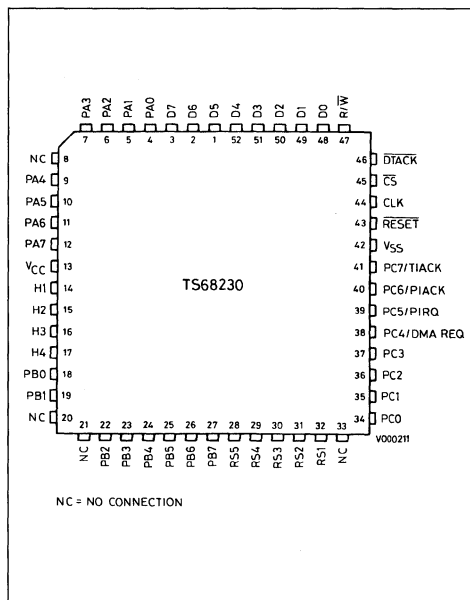 PA3 PA2 PA1 PA0 D7 D6 D5 D4 D3 D2 D1 D0 R/W̅
7 6 5 4 3 2 1 52 51 50 49 48 47
NC 8 46 D̅T̅A̅C̅K̅
PA4 9 45 C̅S̅
PA5 10 44 CLK
PA6 11 43 R̅E̅S̅E̅T̅
PA7 12 42 VSS
VCC 13 41 PC7/TIACK
H1 14 40 PC6/PIACK
H2 15 39 PC5/PIRQ
H3 16 38 PC4/DMA REQ
H4 17 37 PC3
PB0 18 36 PC2
PB1 19 35 PC1
NC 20 34 PC0
TS68230
21 22 23 24 25 26 27 28 29 30 31 32 33
NC PB2 PB3 PB4 PB5 PB6 PB7 RS5 RS4 RS3 RS2 RS1 NC
V000211
NC = NO CONNECTION